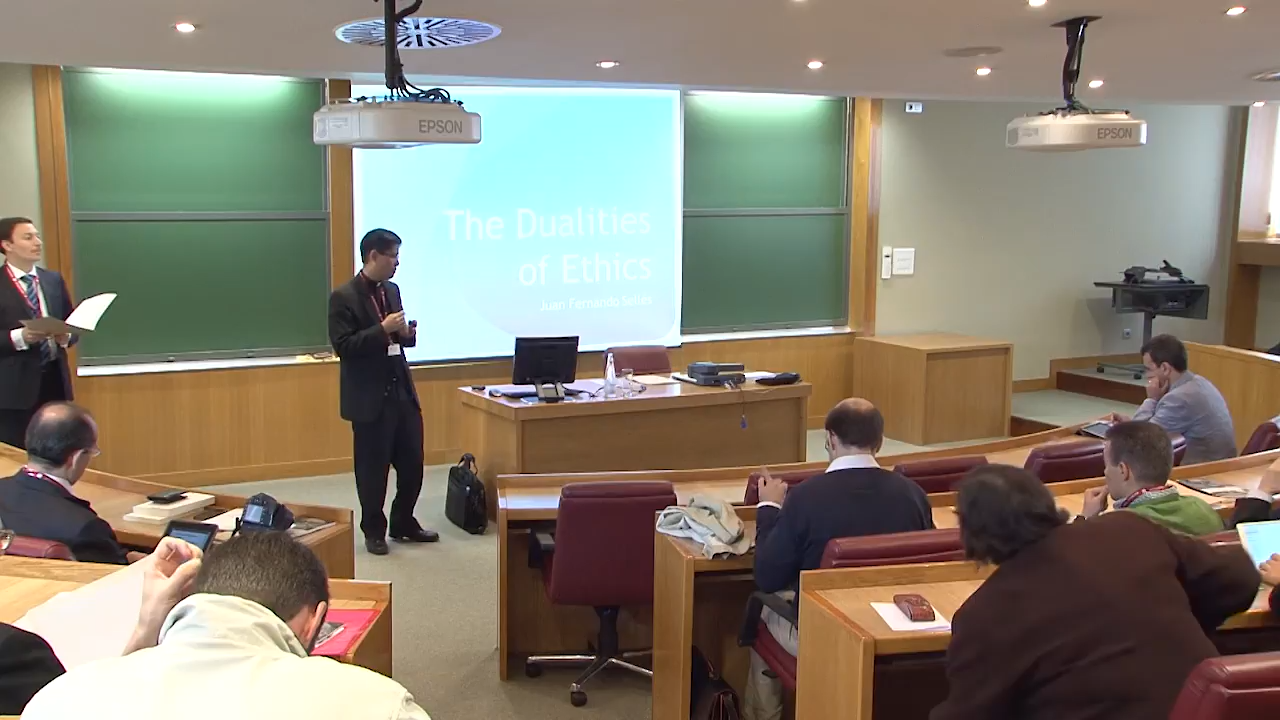 EPSON
EPSON
The Dualities
of Ethics
Juan Fernando Sellés